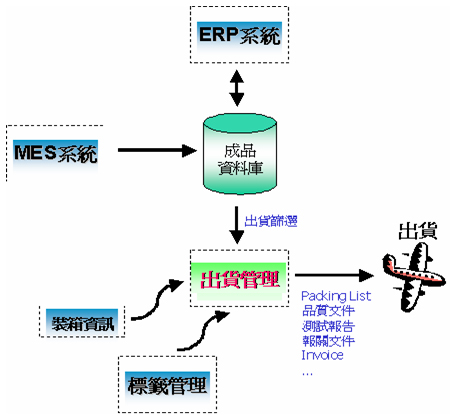 ERP系統
MES系統
成品
資料庫
出貨篩選
出貨
出貨管理
Packing List
品質文件
測試報告
報關文件
Invoice
...
裝箱資訊
標籤管理